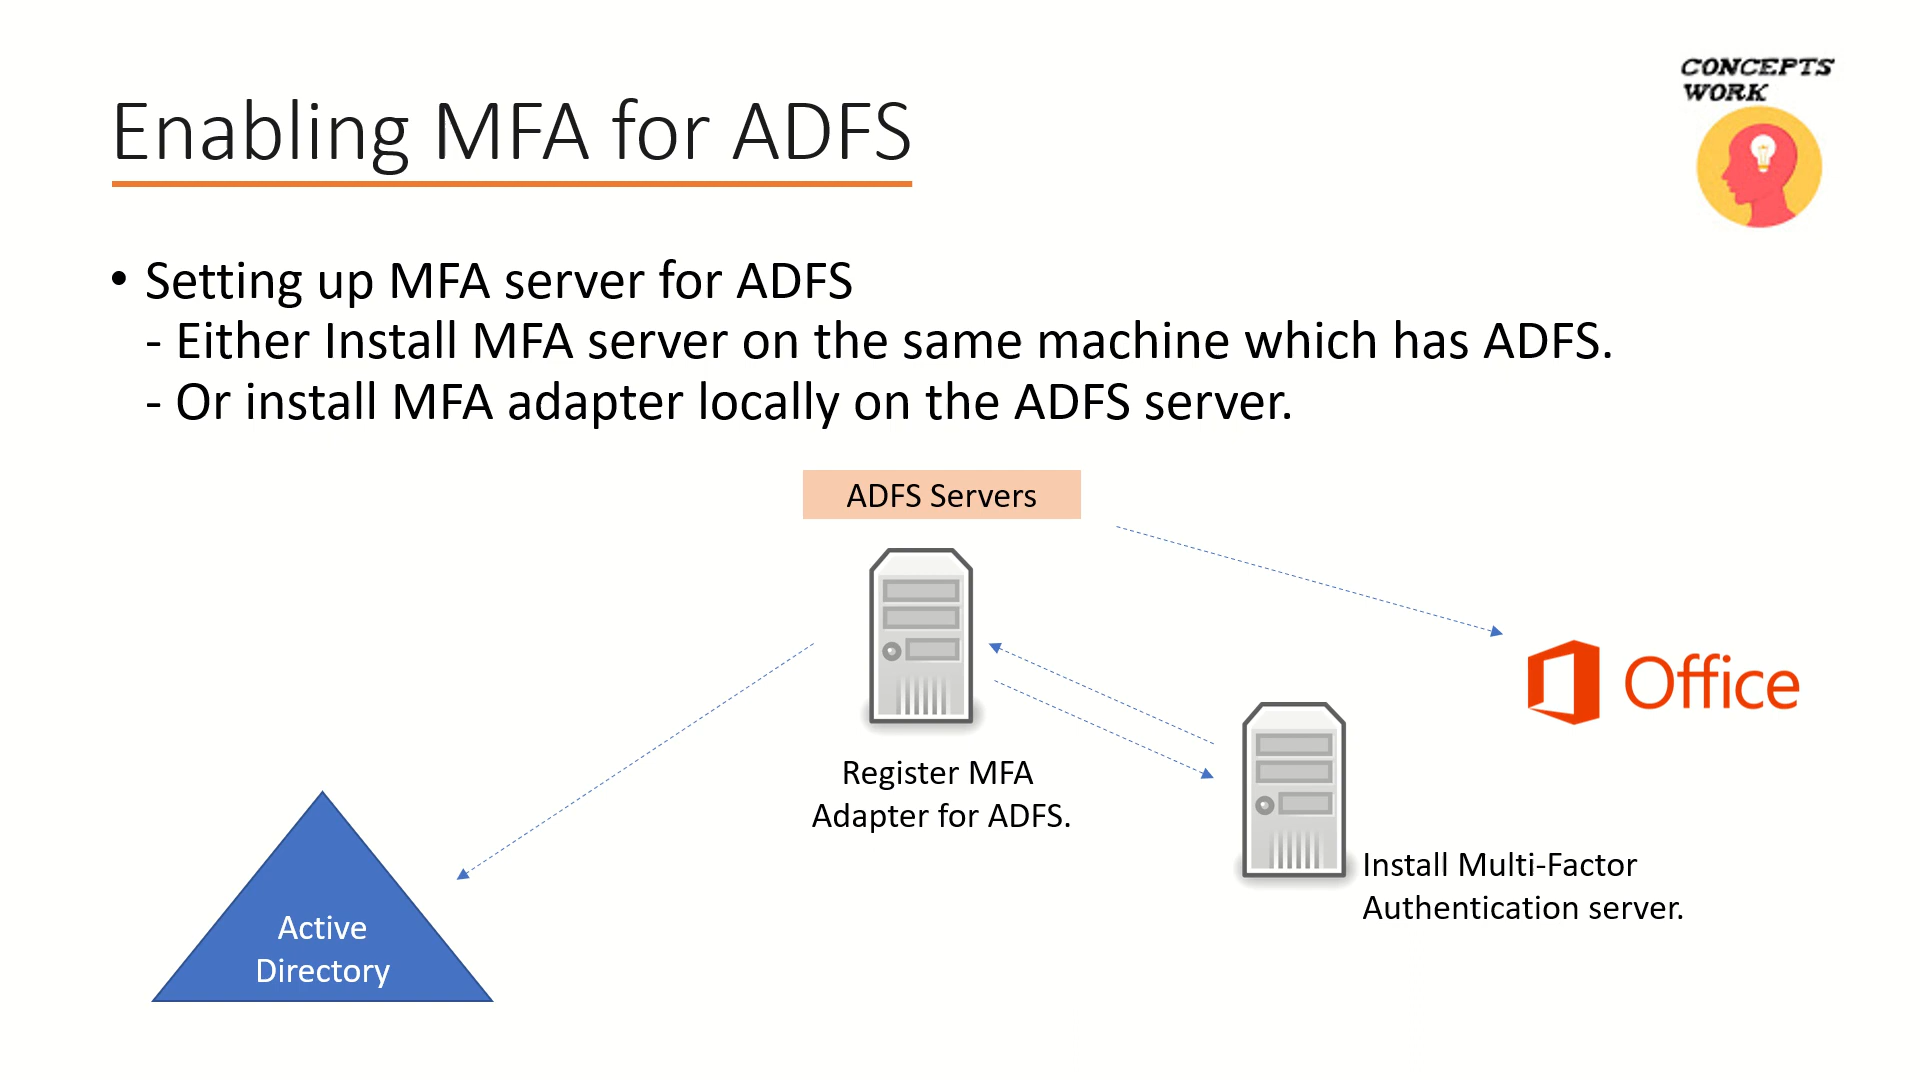 CONCEPTS
WORK
Enabling MFA for ADFS
• Setting up MFA server for ADFS
- Either Install MFA server on the same machine which has ADFS.
- Or install MFA adapter locally on the ADFS server.
ADFS Servers
Office
Register MFA
Adapter for ADFS.
Install Multi-Factor
Authentication server.
Active
Directory